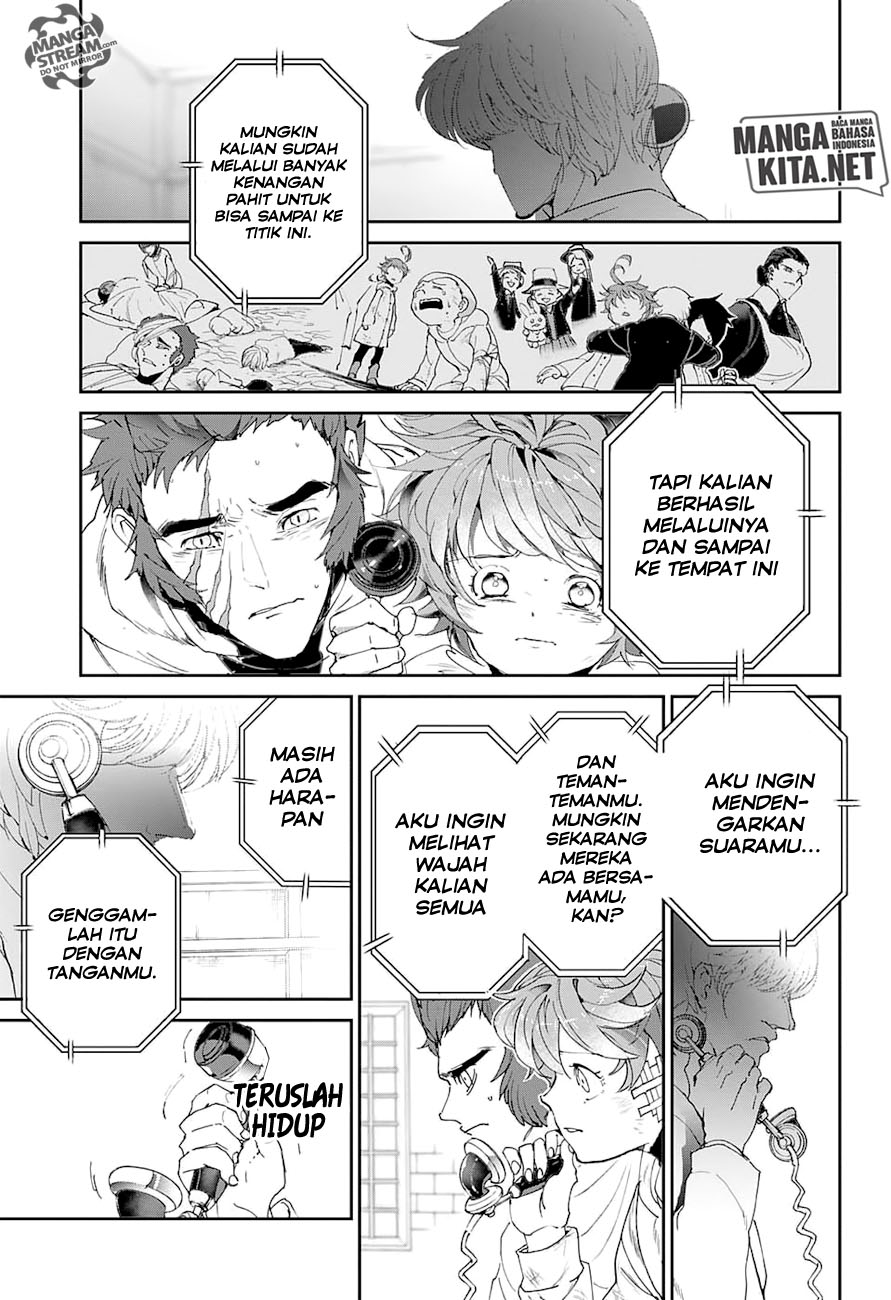 MANGA
STREAM.com
DO NOT MIRROR
MANGA
KITA.NET
BACA MANGA
BAHASA
INDONESIA
MUNGKIN
KALIAN SUDAH
MELALUI BANYAK
KENANGAN
PAHIT UNTUK
BISA SAMPAI KE
TITIK INI.
TAPI KALIAN
BERHASIL
MELALUINYA
DAN SAMPAI
KE TEMPAT INI
AKU INGIN
MENDEN-
GARKAN
SUARAMU...
DAN
TEMAN-
TEMANMU.
MUNGKIN
SEKARANG
MEREKA
ADA BERSA-
MAMU,
KAN?
AKU INGIN
MELIHAT
WAJAH
KALIAN
SEMUA
MASIH
ADA
HARA-
PAN
GENGGAM-
LAH ITU
DENGAN
TANGANMU.
TERUSLAH
HIDUP